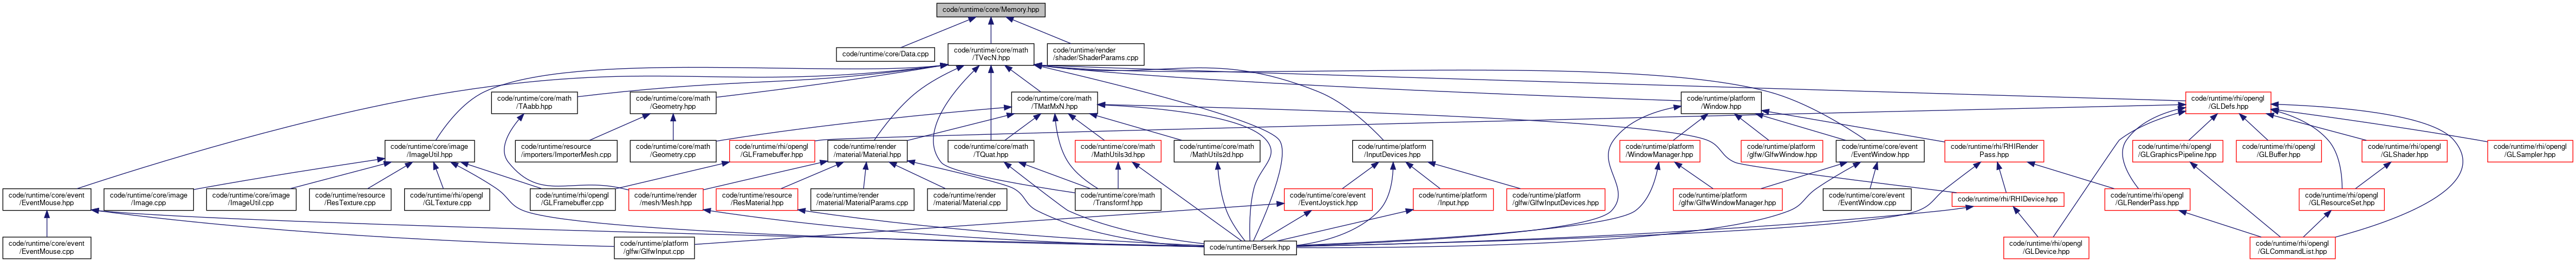 code/runtime/core/Memory.hpp
code/runtime/core/Data.cpp
code/runtime/core/math
/TVecN.hpp
code/runtime/render
/shader/ShaderParams.cpp
code/runtime/core/math
/TAabb.hpp
code/runtime/core/math
/Geometry.hpp
code/runtime/core/math
/TMatMxN.hpp
code/runtime/platform
/Window.hpp
code/runtime/rhi/opengl
/GLDefs.hpp
code/runtime/core/image
/ImageUtil.hpp
code/runtime/resource
/importers/ImporterMesh.cpp
code/runtime/core/math
/Geometry.cpp
code/runtime/rhi/opengl
/GLFramebuffer.hpp
code/runtime/render
/material/Material.hpp
code/runtime/core/math
/TQuat.hpp
code/runtime/core/math
/MathUtils3d.hpp
code/runtime/core/math
/MathUtils2d.hpp
code/runtime/platform
/InputDevices.hpp
code/runtime/platform
/WindowManager.hpp
code/runtime/platform
/glfw/GlfwWindow.hpp
code/runtime/core/event
/EventWindow.hpp
code/runtime/rhi/RHIRender
Pass.hpp
code/runtime/rhi/opengl
/GLGraphicsPipeline.hpp
code/runtime/rhi/opengl
/GLBuffer.hpp
code/runtime/rhi/opengl
/GLShader.hpp
code/runtime/rhi/opengl
/GLSampler.hpp
code/runtime/core/event
/EventMouse.hpp
code/runtime/core/image
/Image.cpp
code/runtime/core/image
/ImageUtil.cpp
code/runtime/resource
/ResTexture.cpp
code/runtime/rhi/opengl
/GLTexture.cpp
code/runtime/rhi/opengl
/GLFramebuffer.cpp
code/runtime/render
/mesh/Mesh.hpp
code/runtime/resource
/ResMaterial.hpp
code/runtime/render
/material/MaterialParams.cpp
code/runtime/render
/material/Material.cpp
code/runtime/core/math
/Transformf.hpp
code/runtime/core/event
/EventJoystick.hpp
code/runtime/platform
/Input.hpp
code/runtime/platform
/glfw/GlfwInputDevices.hpp
code/runtime/platform
/glfw/GlfwWindowManager.hpp
code/runtime/core/event
/EventWindow.cpp
code/runtime/rhi/RHIDevice.hpp
code/runtime/rhi/opengl
/GLRenderPass.hpp
code/runtime/rhi/opengl
/GLResourceSet.hpp
code/runtime/core/event
/EventMouse.cpp
code/runtime/platform
/glfw/GlfwInput.cpp
code/runtime/Berserk.hpp
code/runtime/rhi/opengl
/GLDevice.hpp
code/runtime/rhi/opengl
/GLCommandList.hpp